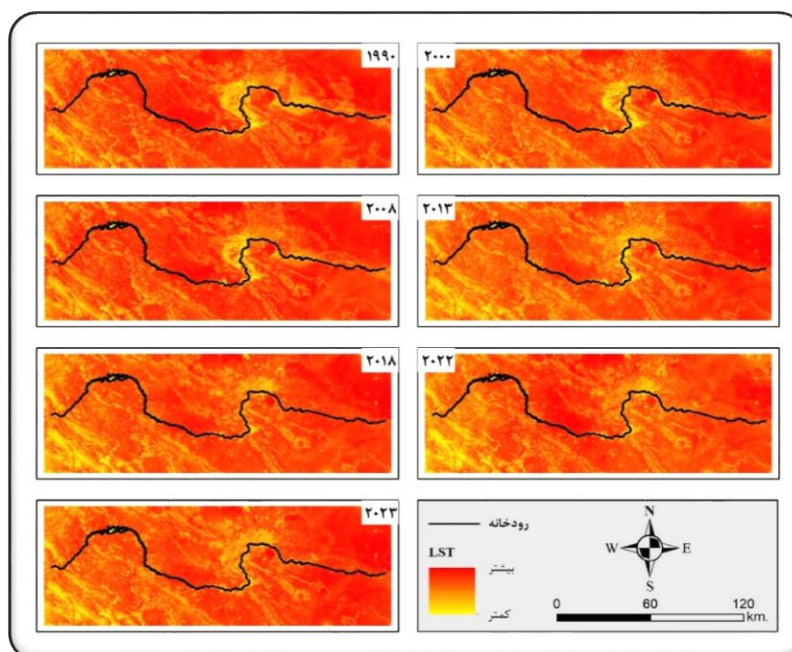 ۱۹۹۰
۲۰۰۰
۲۰۰۸
۲۰۱۳
۲۰۱۸
۲۰۲۲
۲۰۲۳
رودخانه
LST
بیشتر
کمتر
N
W E
S
0 60 120
km.